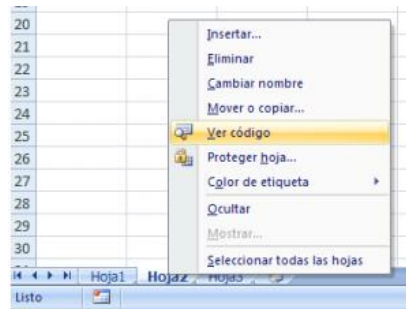 20
21
22
23
24
25
26
27
28
29
30
Insertar...
Eliminar
Cambiar nombre
Mover o copiar...
Ver código
Proteger hoja...
Color de etiqueta
Ocultar
Mostrar...
Seleccionar todas las hojas
Hoja1 Hoja2 Hoja3
Listo